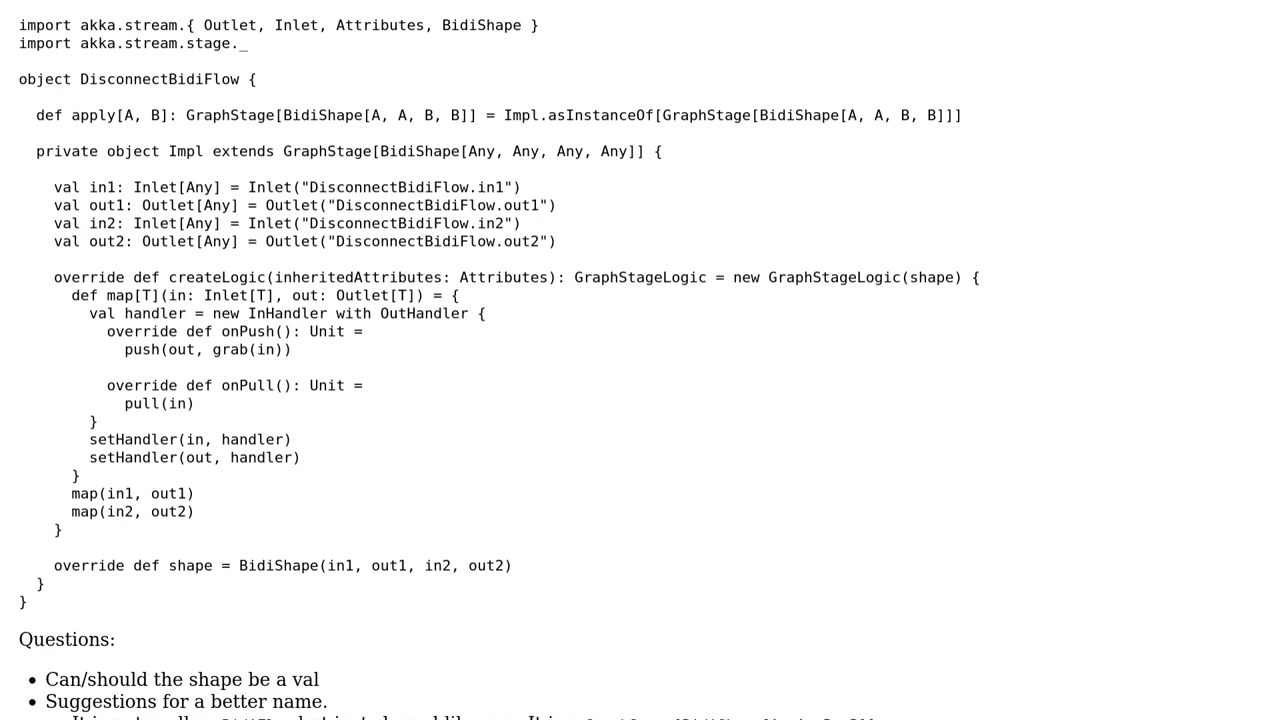 import akka.stream.{ Outlet, Inlet, Attributes, BidiShape }
import akka.stream.stage._
object DisconnectBidiFlow {
def apply[A, B]: GraphStage[BidiShape[A, A, B, B]] = Impl.asInstanceOf[GraphStage[BidiShape[A, A, B, B]]]
private object Impl extends GraphStage[BidiShape[Any, Any, Any, Any]] {
val in1: Inlet[Any] = Inlet("DisconnectBidiFlow.in1")
val out1: Outlet[Any] = Outlet("DisconnectBidiFlow.out1")
val in2: Inlet[Any] = Inlet("DisconnectBidiFlow.in2")
val out2: Outlet[Any] = Outlet("DisconnectBidiFlow.out2")
override def createLogic(inheritedAttributes: Attributes): GraphStageLogic = new GraphStageLogic(shape) {
def map[T](in: Inlet[T], out: Outlet[T]) = {
val handler = new InHandler with OutHandler {
override def onPush(): Unit =
push(out, grab(in))
override def onPull(): Unit =
pull(in)
}
setHandler(in, handler)
setHandler(out, handler)
}
map(in1, out1)
map(in2, out2)
}
override def shape = BidiShape(in1, out1, in2, out2)
}
}
Questions:
• Can/should the shape be a val
• Suggestions for a better name.